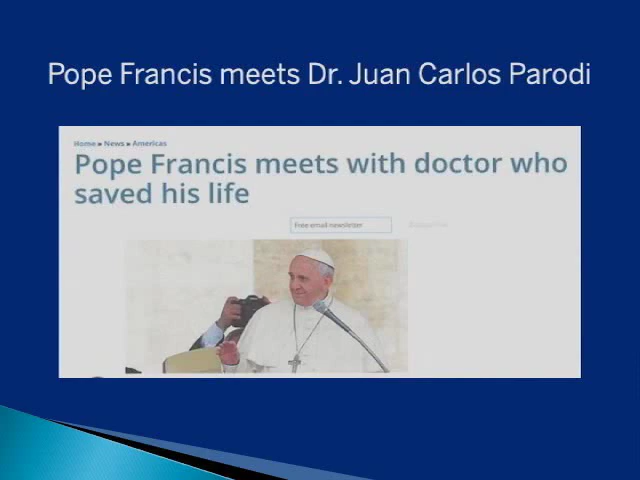 Pope Francis meets Dr. Juan Carlos Parodi
Home » News » Americas
Pope Francis meets with doctor who
saved his life
Free email newsletter